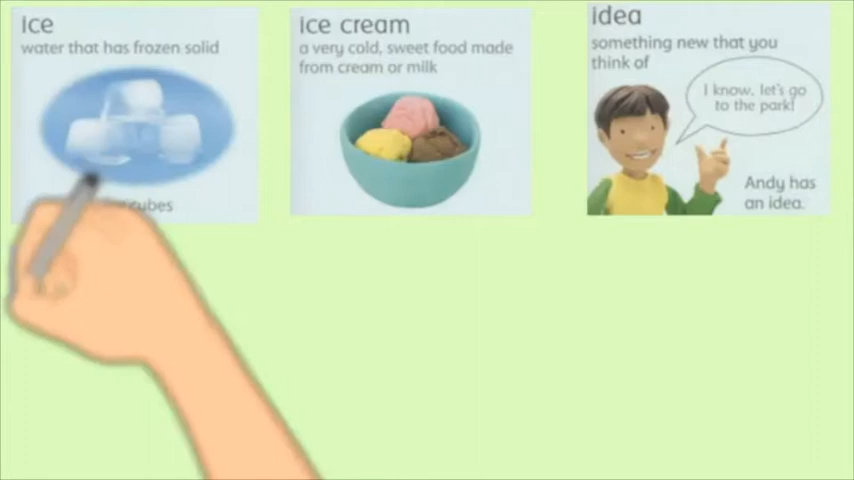 ice
water that has frozen solid
cubes
ice cream
a very cold, sweet food made
from cream or milk
idea
something new that you
think of
I know, let's go
to the park!
Andy has
an idea.